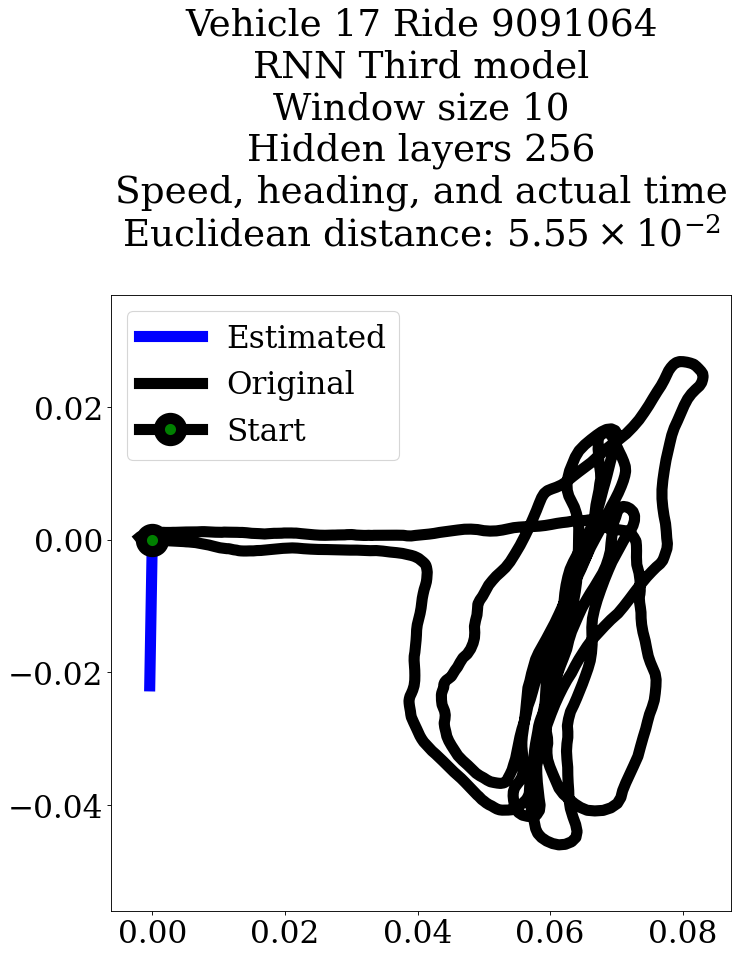 Vehicle 17 Ride 9091064
RNN Third model
Window size 10
Hidden layers 256
Speed, heading, and actual time
Euclidean distance: 5.55 × 10⁻²
Estimated
Original
Start
0.02
0.00
−0.02
−0.04
0.00 0.02 0.04 0.06 0.08